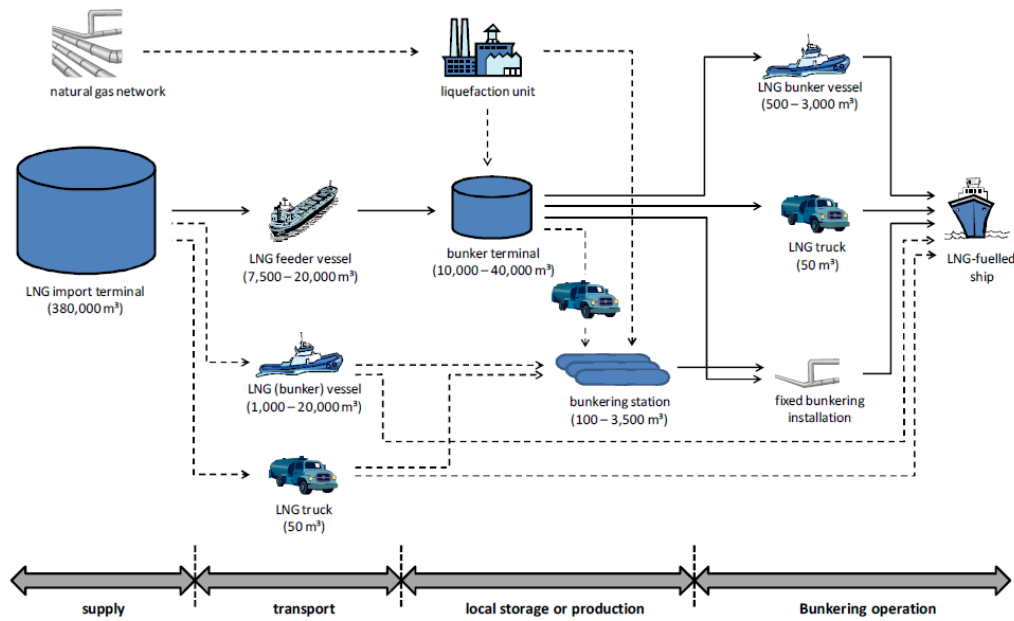 natural gas network
liquefaction unit
LNG bunker vessel
(500 – 3,000 m³)
LNG import terminal
(380,000 m³)
LNG feeder vessel
(7,500 – 20,000 m³)
bunker terminal
(10,000 – 40,000 m³)
LNG truck
(50 m³)
LNG-fuelled
ship
LNG (bunker) vessel
(1,000 – 20,000 m³)
bunkering station
(100 – 3,500 m³)
fixed bunkering
installation
LNG truck
(50 m³)
supply
transport
local storage or production
Bunkering operation